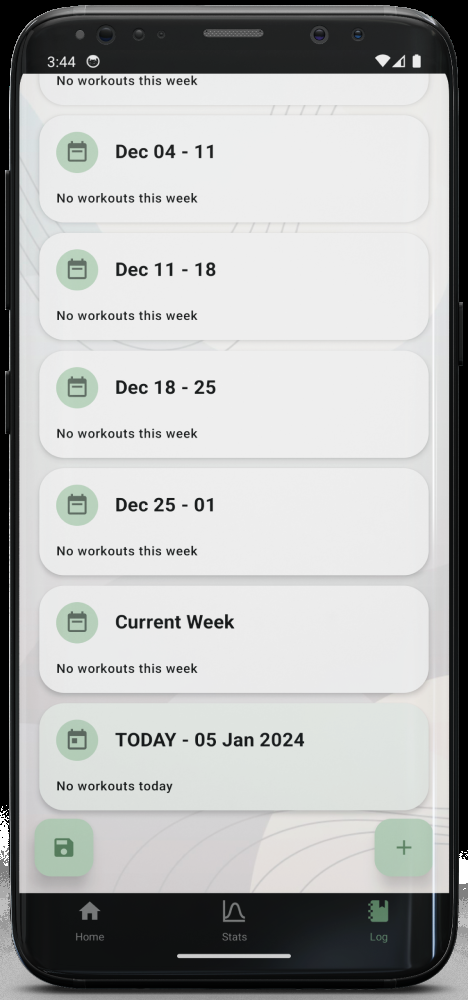 3:44
No workouts this week
Dec 04 - 11
No workouts this week
Dec 11 - 18
No workouts this week
Dec 18 - 25
No workouts this week
Dec 25 - 01
No workouts this week
Current Week
No workouts this week
TODAY - 05 Jan 2024
No workouts today
Home Stats Log